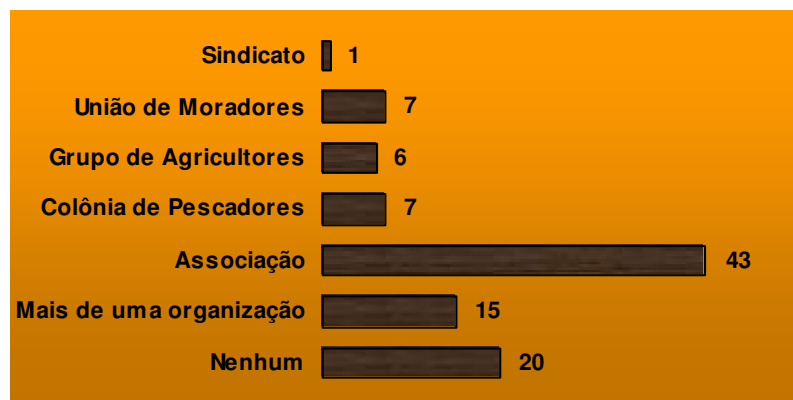 Sindicato 1
União de Moradores 7
Grupo de Agricultores 6
Colônia de Pescadores 7
Associação 43
Mais de uma organização 15
Nenhum 20